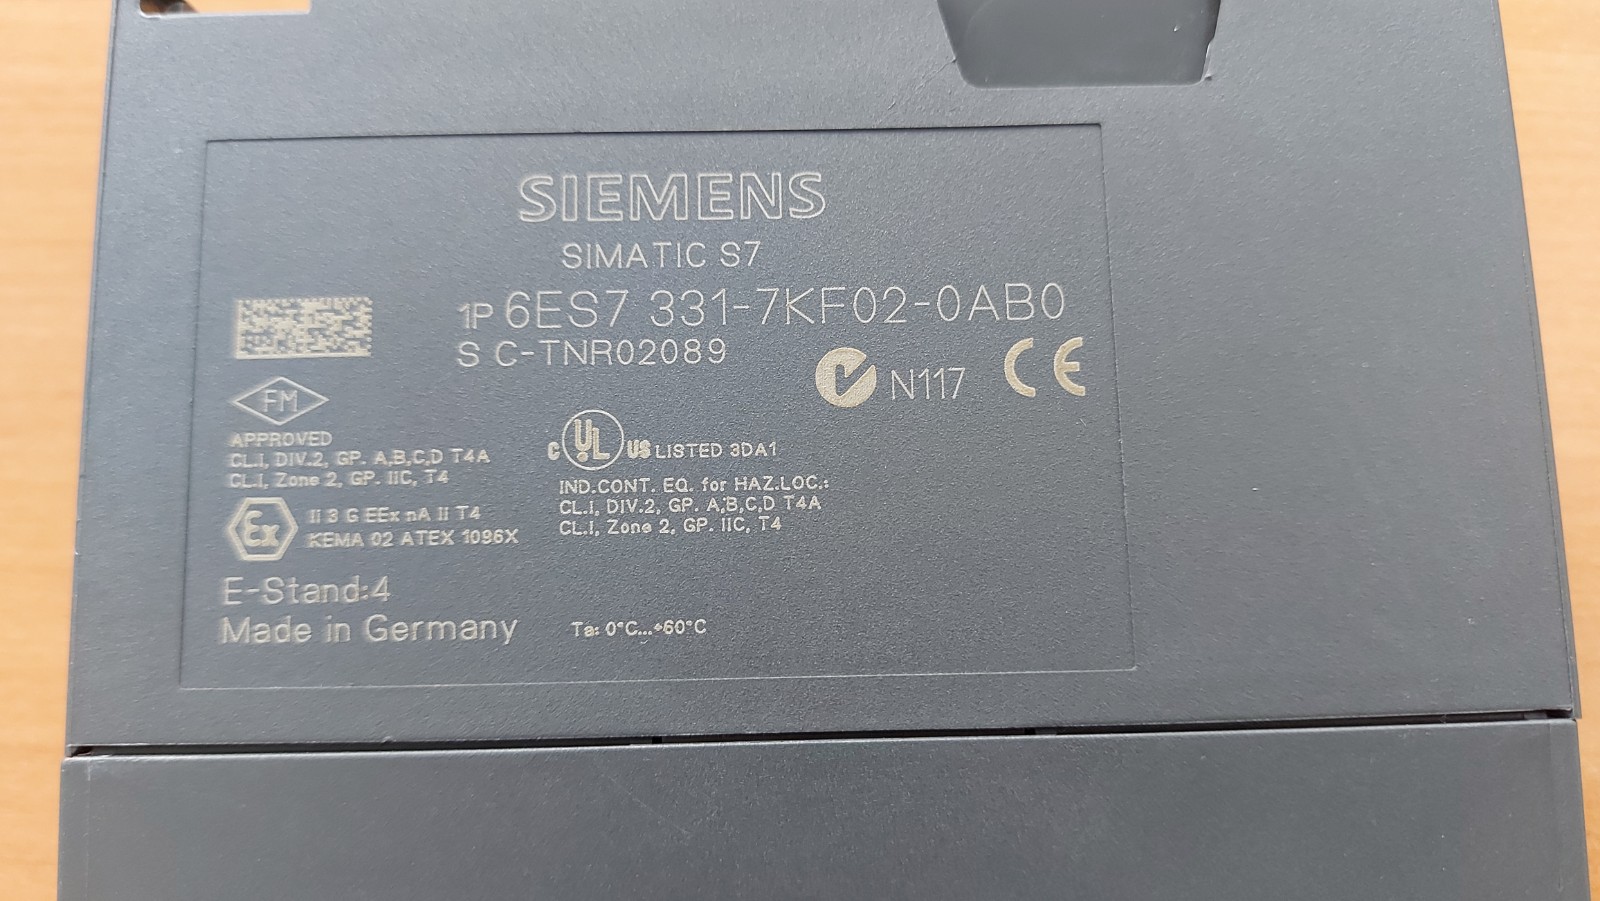 SIEMENS
SIMATIC S7
1P 6ES7 331-7KF02-0AB0
S C-TNR02089
N117 CE
FM
APPROVED
CL.I, DIV.2, GP. A,B,C,D T4A
CL.I, Zone 2, GP. IIC, T4
C UL US LISTED 3DA1
IND.CONT. EQ. for HAZ.LOC.:
CL.I, DIV.2, GP. A,B,C,D T4A
CL.I, Zone 2, GP. IIC, T4
Ex II 3 G EEx nA II T4
KEMA 02 ATEX 1096X
E-Stand:4
Made in Germany
Ta: 0°C...+60°C